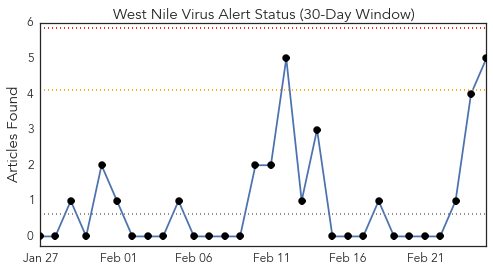 West Nile Virus Alert Status (30-Day Window)
Articles Found
6
5
4
3
2
1
0
Jan 27 Feb 01 Feb 06 Feb 11 Feb 16 Feb 21